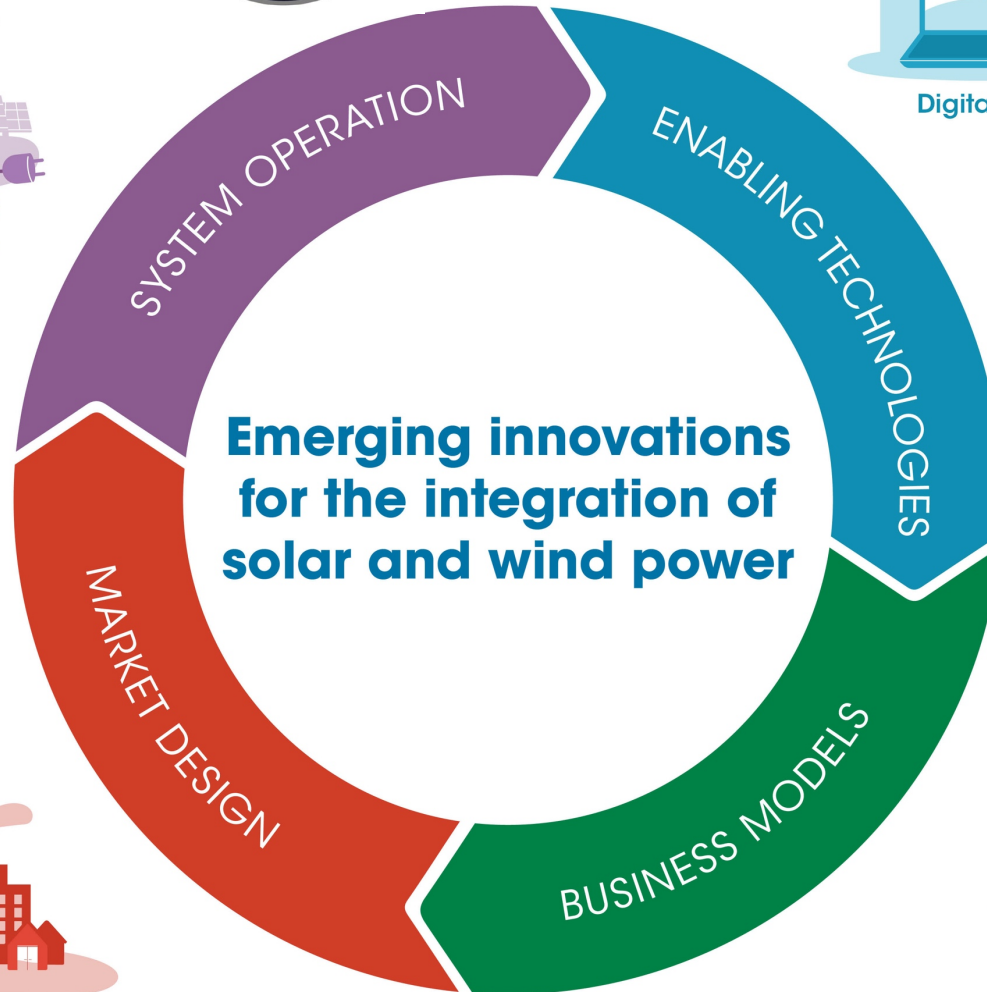 SYSTEM OPERATION
ENABLING TECHNOLOGIES
Emerging innovations
for the integration of
solar and wind power
MARKET DESIGN
BUSINESS MODELS